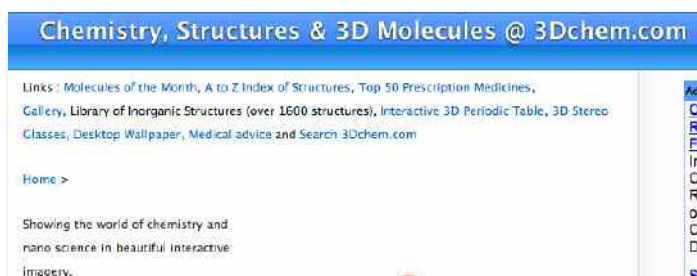 Chemistry, Structures & 3D Molecules @ 3Dchem.com
Links : Molecules of the Month, A to Z Index of Structures, Top 50 Prescription Medicines,
Gallery, Library of Inorganic Structures (over 1600 structures), Interactive 3D Periodic Table, 3D Stereo
Glasses, Desktop Wallpaper, Medical advice and Search 3Dchem.com
Home >
Showing the world of chemistry and
nano science in beautiful interactive
imagery.